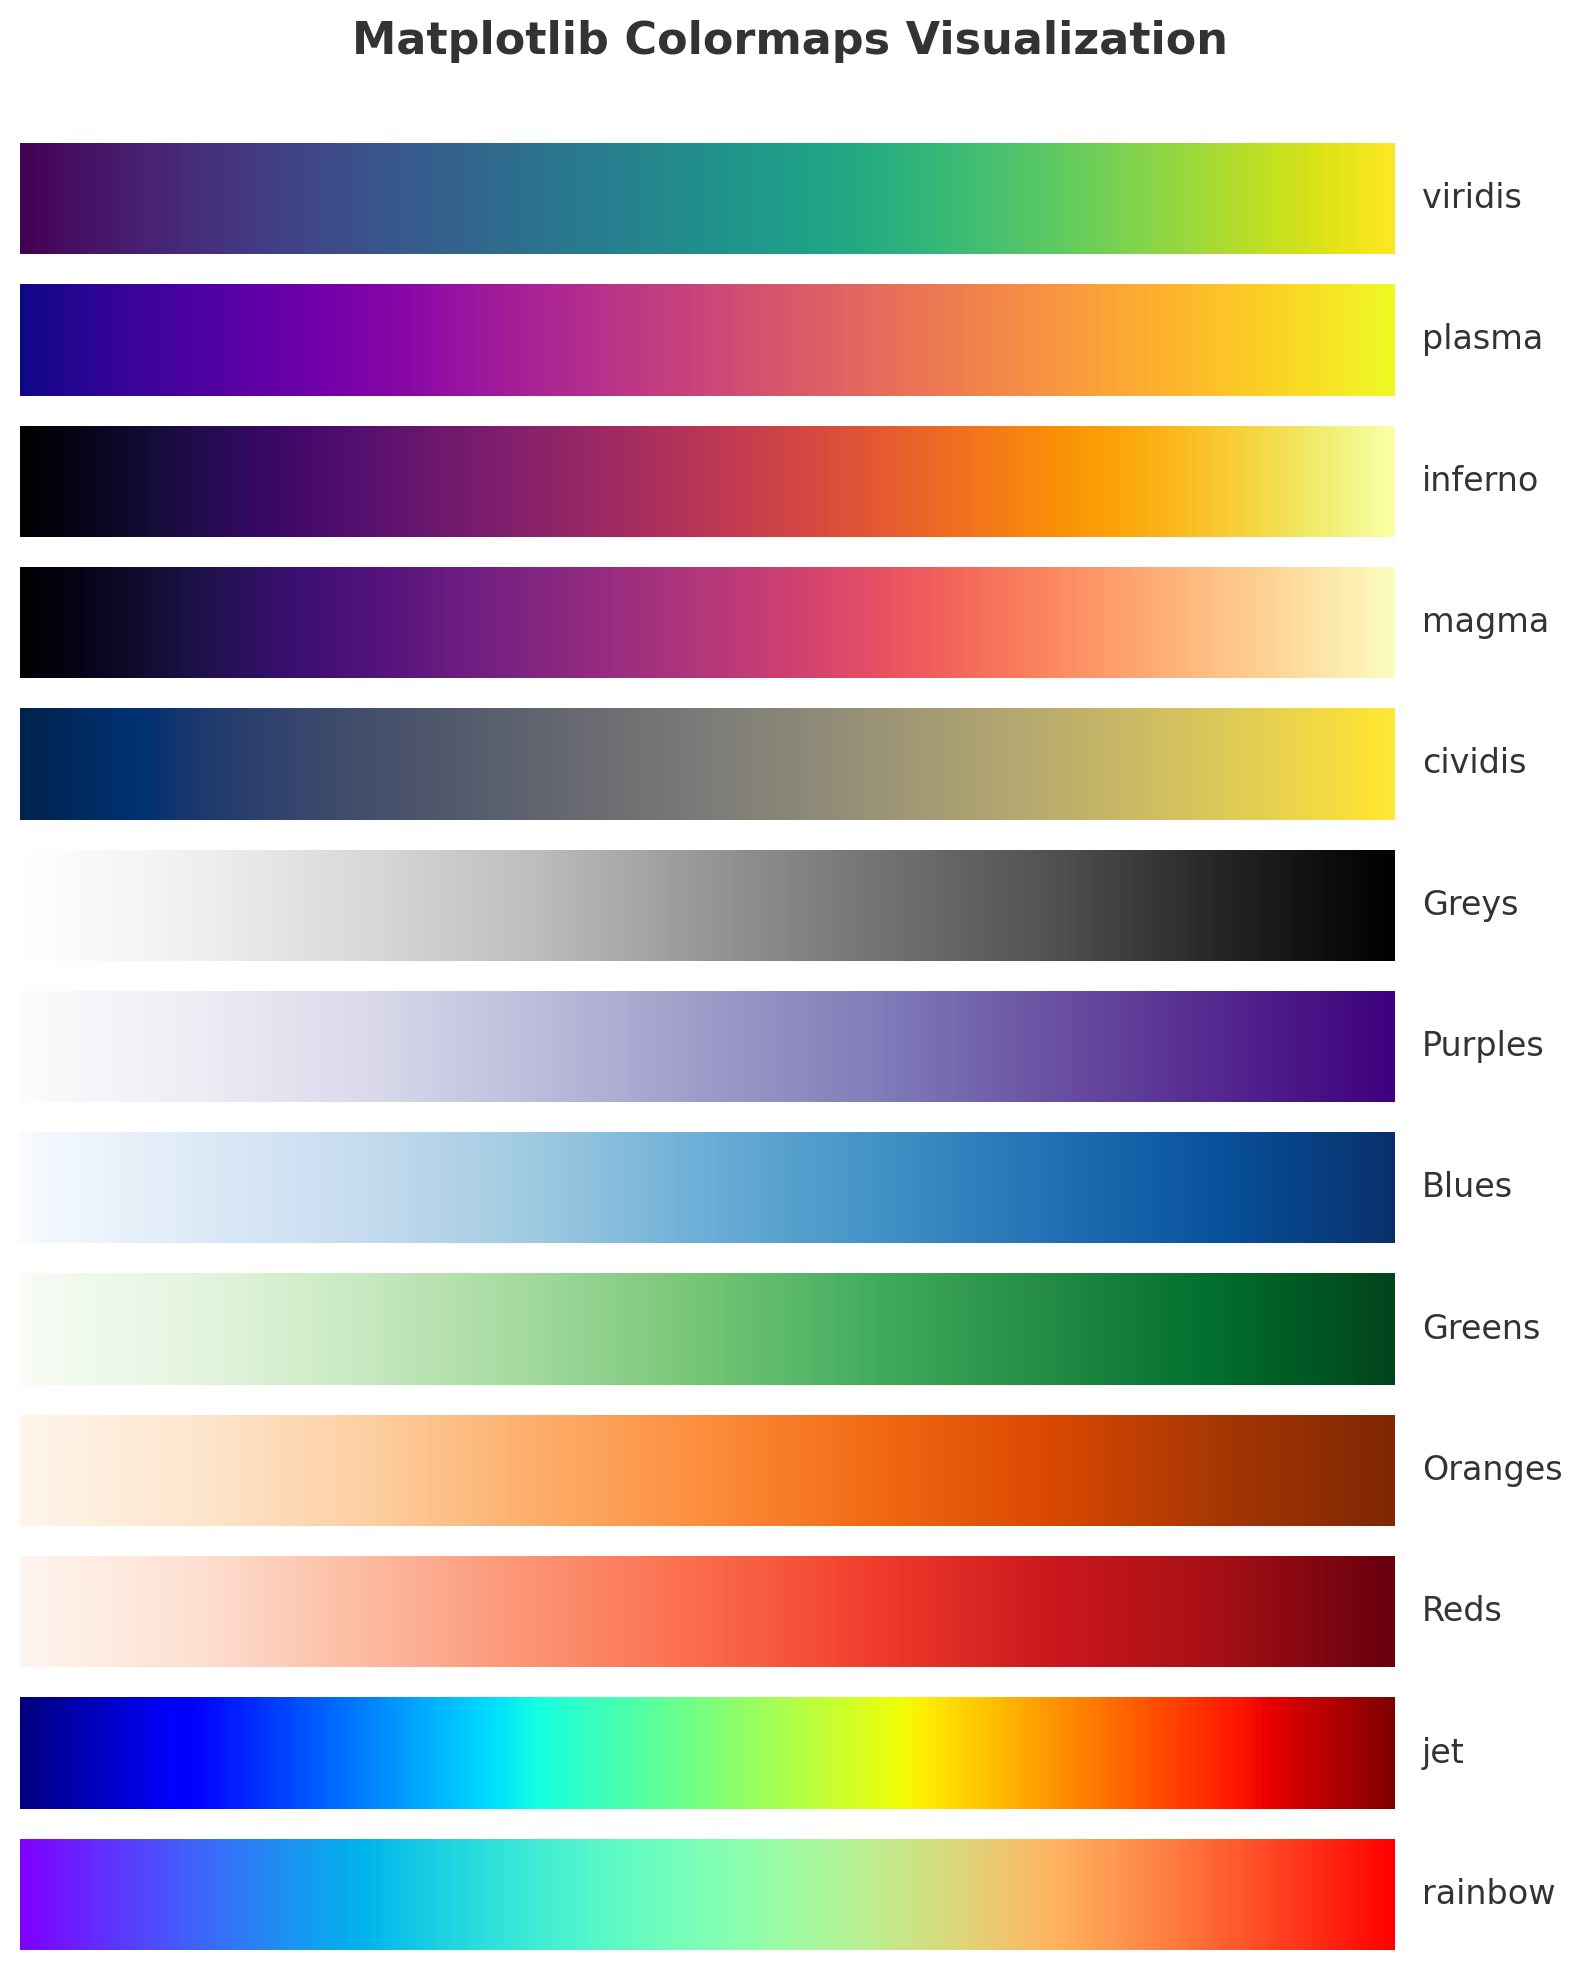 Matplotlib Colormaps Visualization
viridis
plasma
inferno
magma
cividis
Greys
Purples
Blues
Greens
Oranges
Reds
jet
rainbow